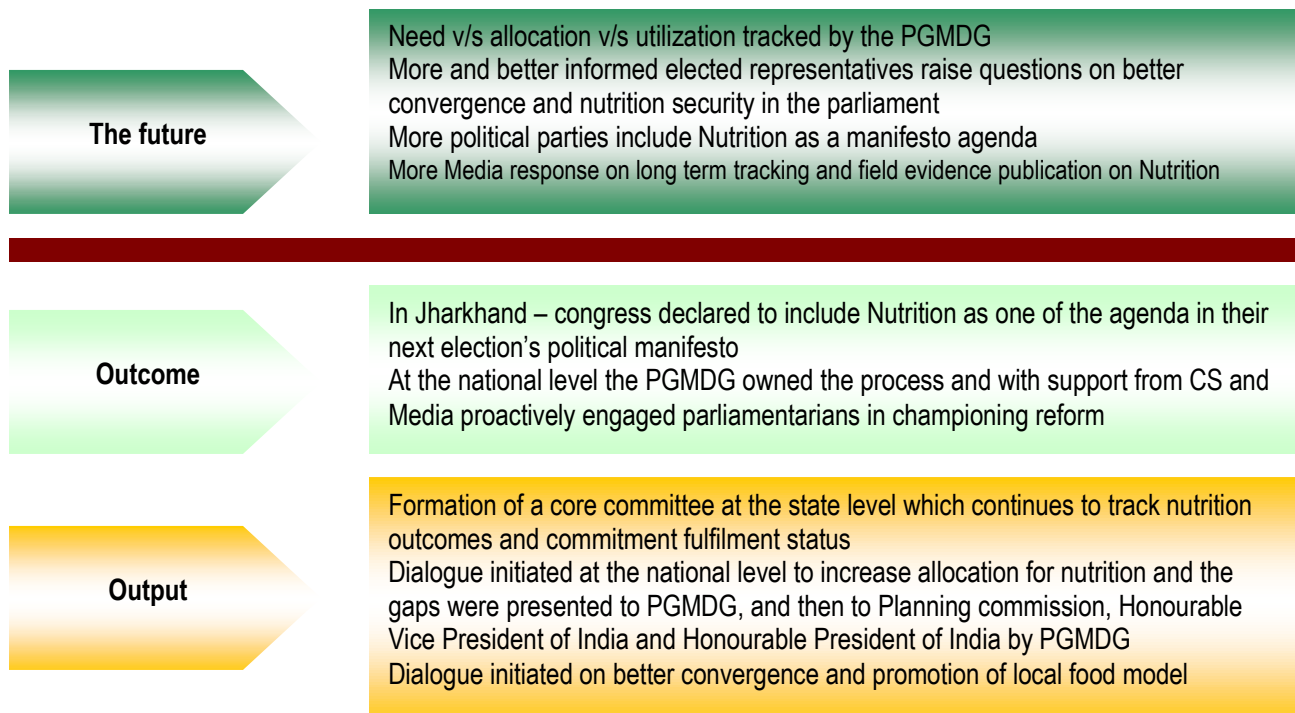 The future
Need v/s allocation v/s utilization tracked by the PGMDG
More and better informed elected representatives raise questions on better
convergence and nutrition security in the parliament
More political parties include Nutrition as a manifesto agenda
More Media response on long term tracking and field evidence publication on Nutrition
Outcome
In Jharkhand – congress declared to include Nutrition as one of the agenda in their
next election’s political manifesto
At the national level the PGMDG owned the process and with support from CS and
Media proactively engaged parliamentarians in championing reform
Output
Formation of a core committee at the state level which continues to track nutrition
outcomes and commitment fulfilment status
Dialogue initiated at the national level to increase allocation for nutrition and the
gaps were presented to PGMDG, and then to Planning commission, Honourable
Vice President of India and Honourable President of India by PGMDG
Dialogue initiated on better convergence and promotion of local food model